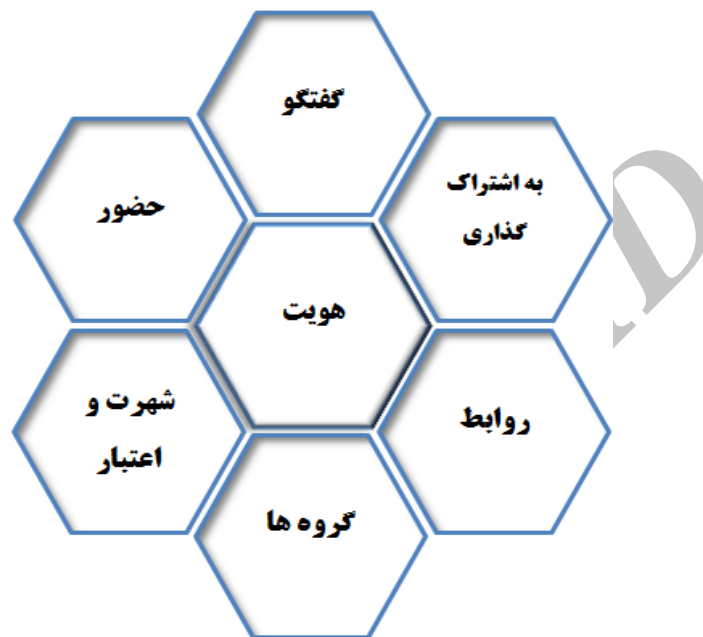 گفتگو
به اشتراک
گذاری
حضور
هویت
شهرت و
اعتبار
روابط
گروه ها